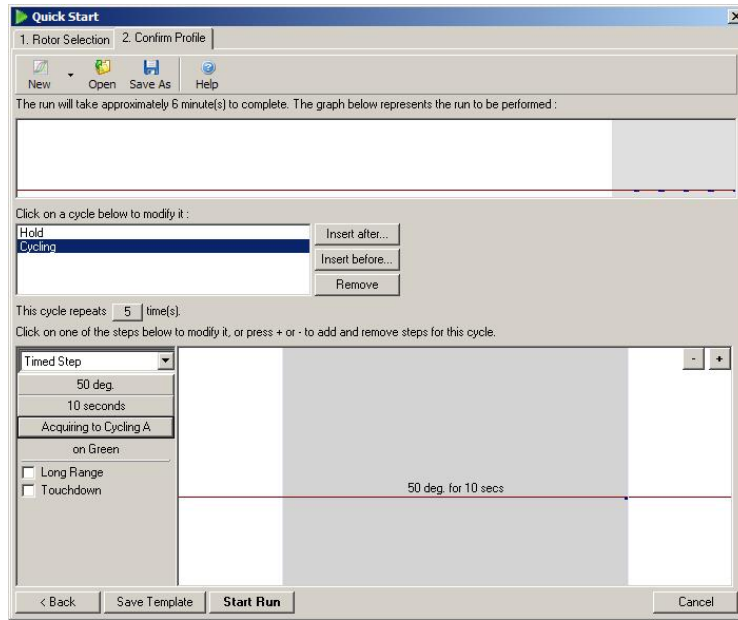 Quick Start
1. Rotor Selection 2. Confirm Profile
New Open Save As Help
The run will take approximately 6 minute(s) to complete. The graph below represents the run to be performed :
Click on a cycle below to modify it :
Hold
Cycling
Insert after...
Insert before...
Remove
This cycle repeats 5 time(s).
Click on one of the steps below to modify it, or press + or - to add and remove steps for this cycle.
Timed Step
- +
50 deg.
10 seconds
Acquiring to Cycling A
on Green
Long Range
Touchdown
50 deg. for 10 secs
< Back Save Template Start Run Cancel